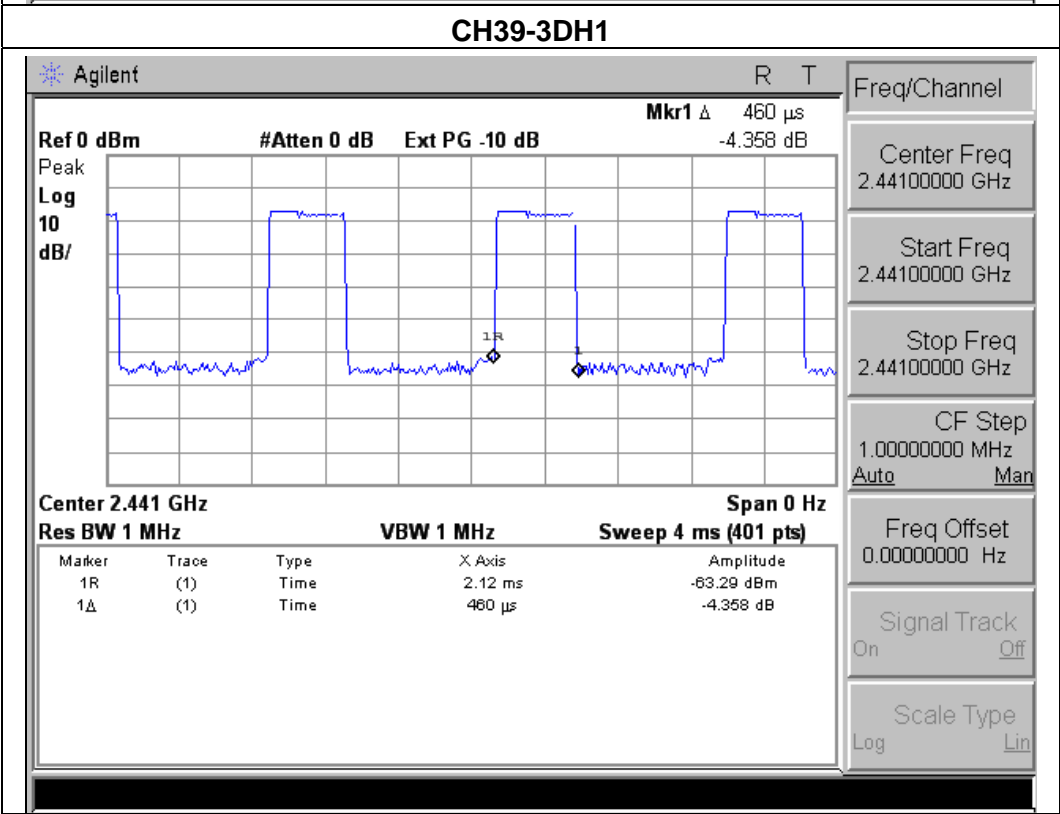 CH39-3DH1
Agilent R T
Mkr1 Δ 460 μs
Ref 0 dBm #Atten 0 dB Ext PG -10 dB -4.358 dB
Peak
Log
10
dB/
1R
1
Center 2.441 GHz Span 0 Hz
Res BW 1 MHz VBW 1 MHz Sweep 4 ms (401 pts)
Marker Trace Type X Axis Amplitude
1R (1) Time 2.12 ms -63.29 dBm
1Δ (1) Time 460 μs -4.358 dB
Freq/Channel
Center Freq
2.44100000 GHz
Start Freq
2.44100000 GHz
Stop Freq
2.44100000 GHz
CF Step
1.00000000 MHz
Auto Man
Freq Offset
0.00000000 Hz
Signal Track
On Off
Scale Type
Log Lin